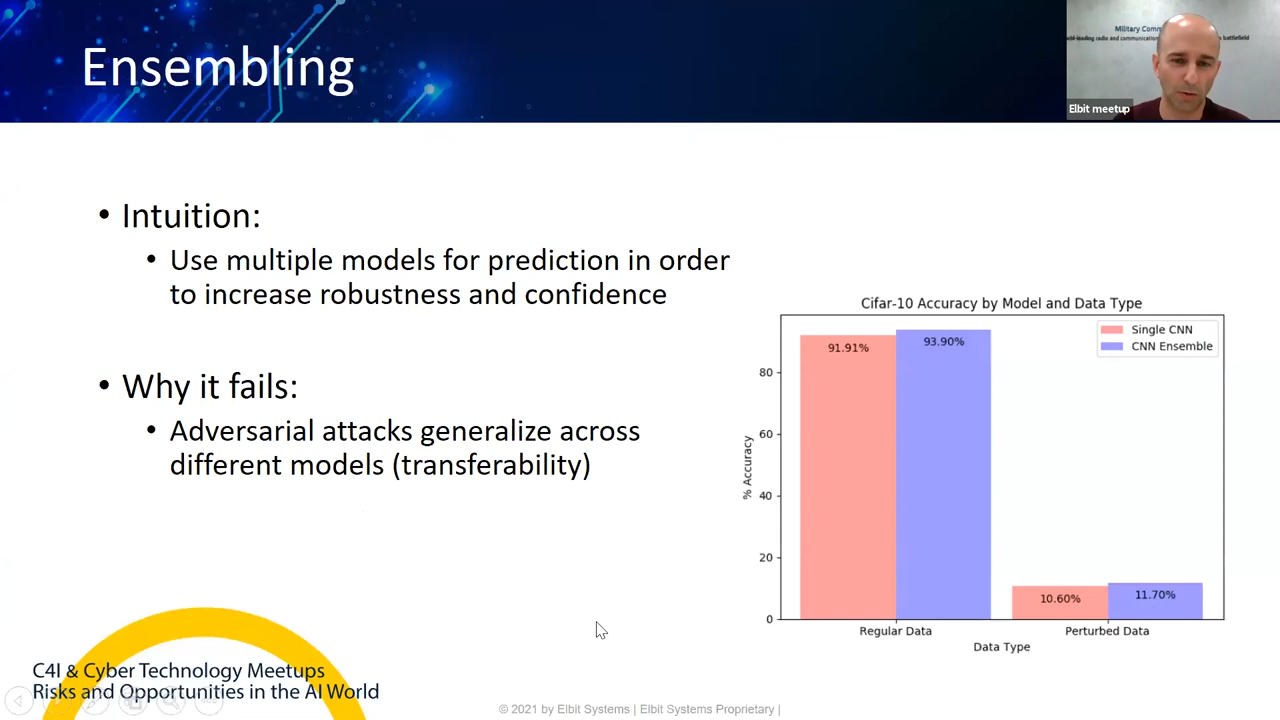 Ensembling
Military Comm
radio and communication
battlefield
Elbit meetup
• Intuition:
• Use multiple models for prediction in order
to increase robustness and confidence
• Why it fails:
• Adversarial attacks generalize across
different models (transferability)
Cifar-10 Accuracy by Model and Data Type
Single CNN
CNN Ensemble
91.91%
93.90%
10.60%
11.70%
% Accuracy
80
60
40
20
0
Regular Data
Perturbed Data
Data Type
C4I & Cyber Technology Meetups
Risks and Opportunities in the AI World
© 2021 by Elbit Systems | Elbit Systems Proprietary |